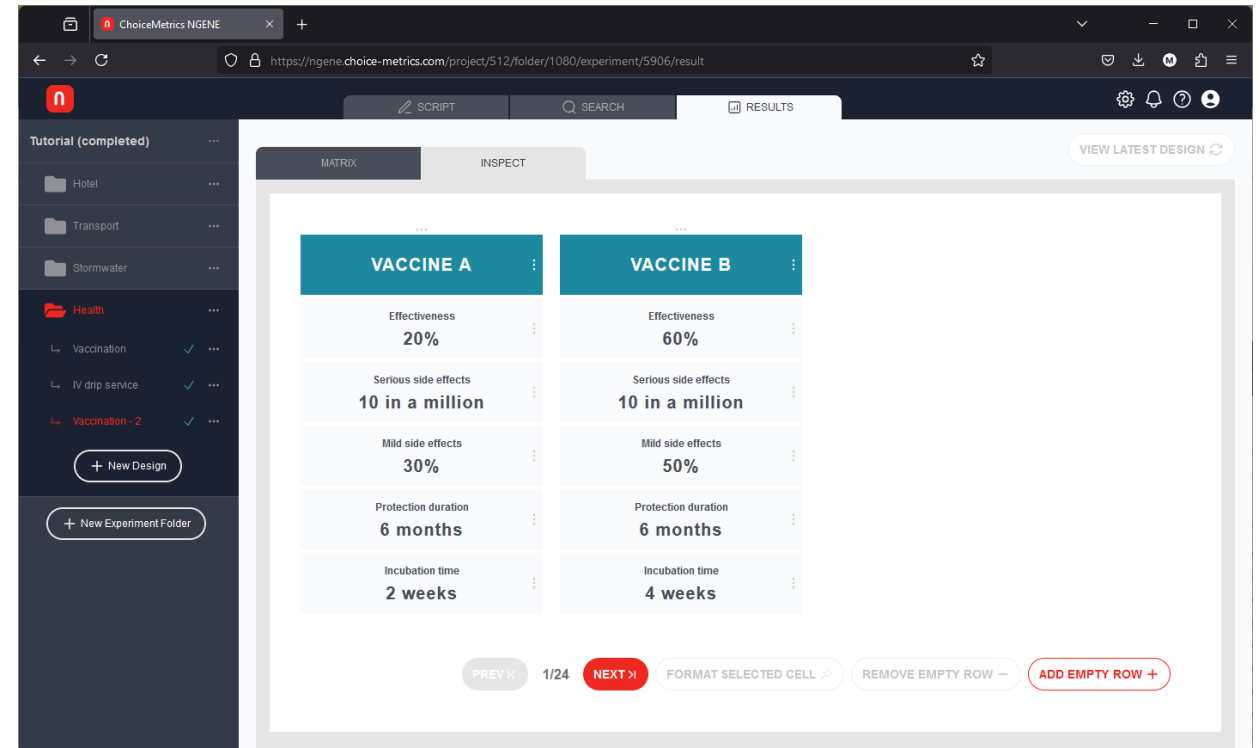 ChoiceMetrics NGENE
https://ngene.choice-metrics.com/project/512/folder/1080/experiment/5906/result
M
n
SCRIPT
SEARCH
RESULTS
Tutorial (completed)
Hotel
Transport
Stormwater
Health
Vaccination
IV drip service
Vaccination - 2
+ New Design
+ New Experiment Folder
MATRIX
INSPECT
VIEW LATEST DESIGN
VACCINE A
VACCINE B
Effectiveness
20%
Effectiveness
60%
Serious side effects
10 in a million
Serious side effects
10 in a million
Mild side effects
30%
Mild side effects
50%
Protection duration
6 months
Protection duration
6 months
Incubation time
2 weeks
Incubation time
4 weeks
PREV
1/24
NEXT
FORMAT SELECTED CELL
REMOVE EMPTY ROW −
ADD EMPTY ROW +